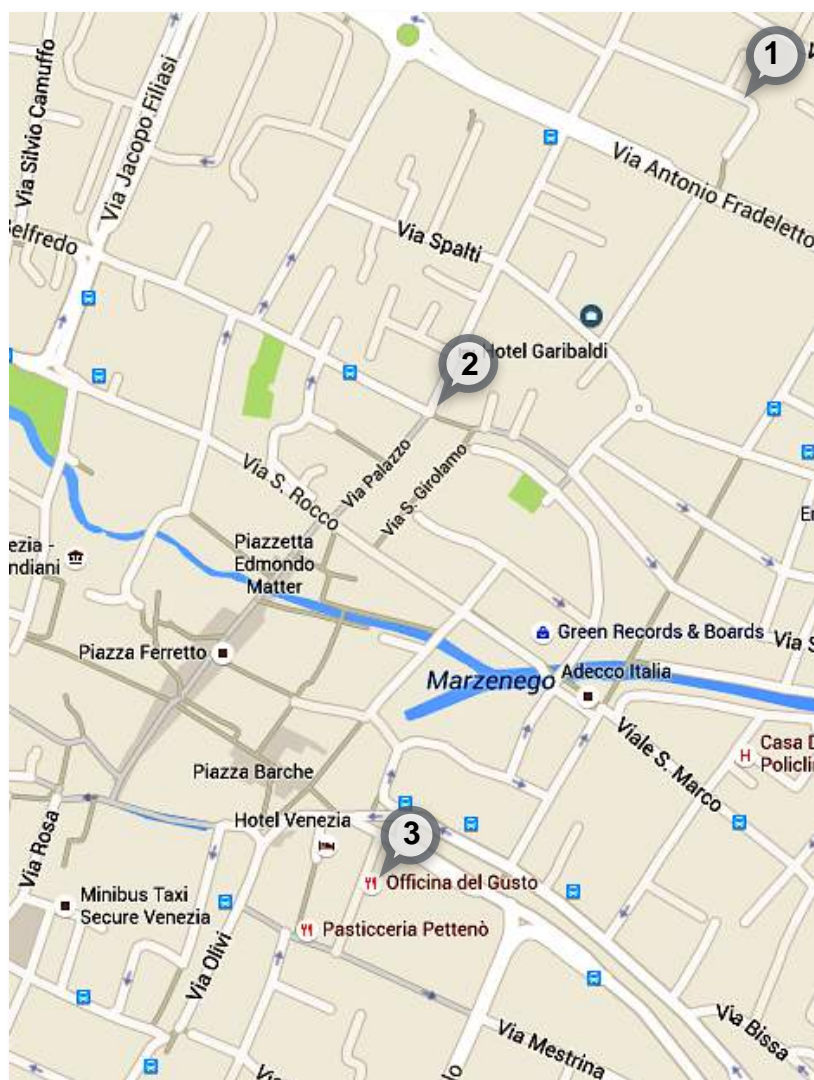 1
Via Silvio Camuffo
Via Jacopo Filiasi
Via Antonio Fradeletto
elfredo
Via Spalti
Hotel Garibaldi
2
Via Palazzo
Via S. Girolamo
Via S. Rocco
ezia -
ndiani
Piazzetta
Edmondo
Matter
Green Records & Boards
Via S
Piazza Ferretto
Marzenego
Adecco Italia
Viale S. Marco
H
Casa D
Policli
Piazza Barche
Hotel Venezia
3
Via Rosa
Officina del Gusto
Minibus Taxi
Secure Venezia
Pasticceria Pettenò
Via Olivi
Via Mestrina
Via Bissa